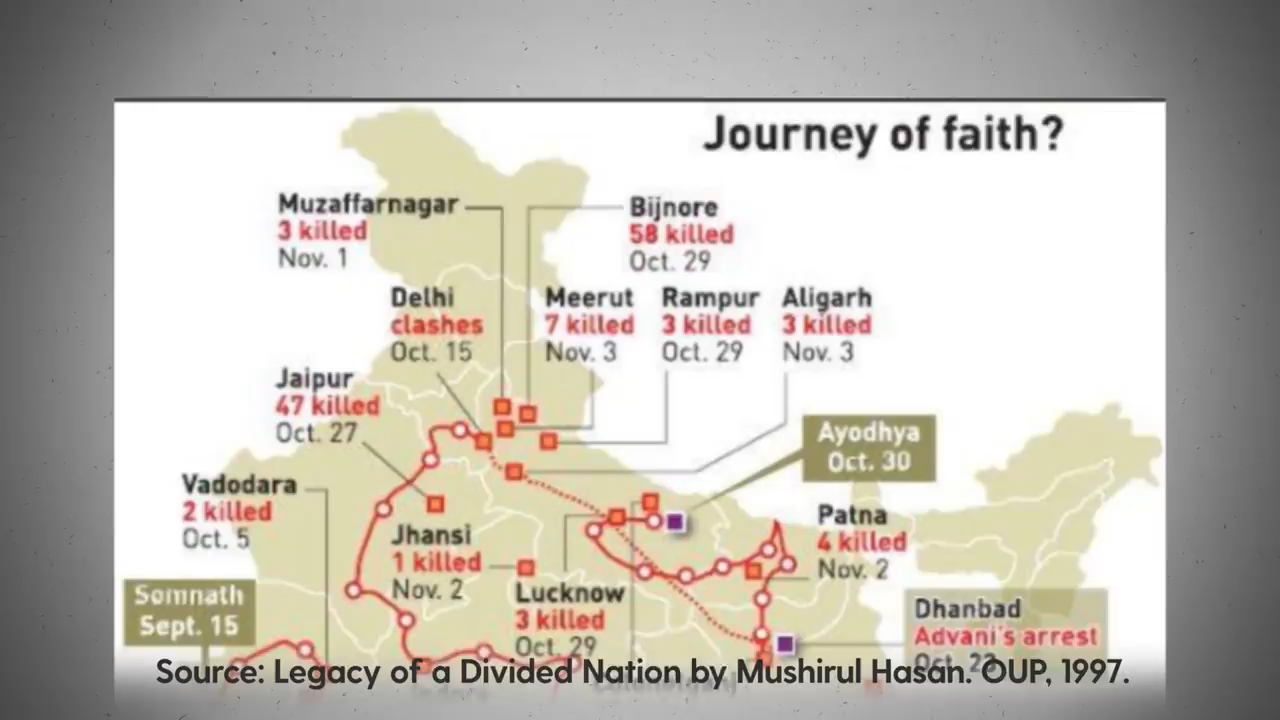 Journey of faith?
Muzaffarnagar
3 killed
Nov. 1
Bijnore
58 killed
Oct. 29
Delhi
clashes
Oct. 15
Meerut
7 killed
Nov. 3
Rampur
3 killed
Oct. 29
Aligarh
3 killed
Nov. 3
Jaipur
47 killed
Oct. 27
Ayodhya
Oct. 30
Vadodara
2 killed
Oct. 5
Jhansi
1 killed
Nov. 2
Patna
4 killed
Nov. 2
Somnath
Sept. 15
Lucknow
3 killed
Oct. 29
Dhanbad
Advani's arrest
Oct.
Source: Legacy of a Divided Nation by Mushirul Hasan. OUP, 1997.